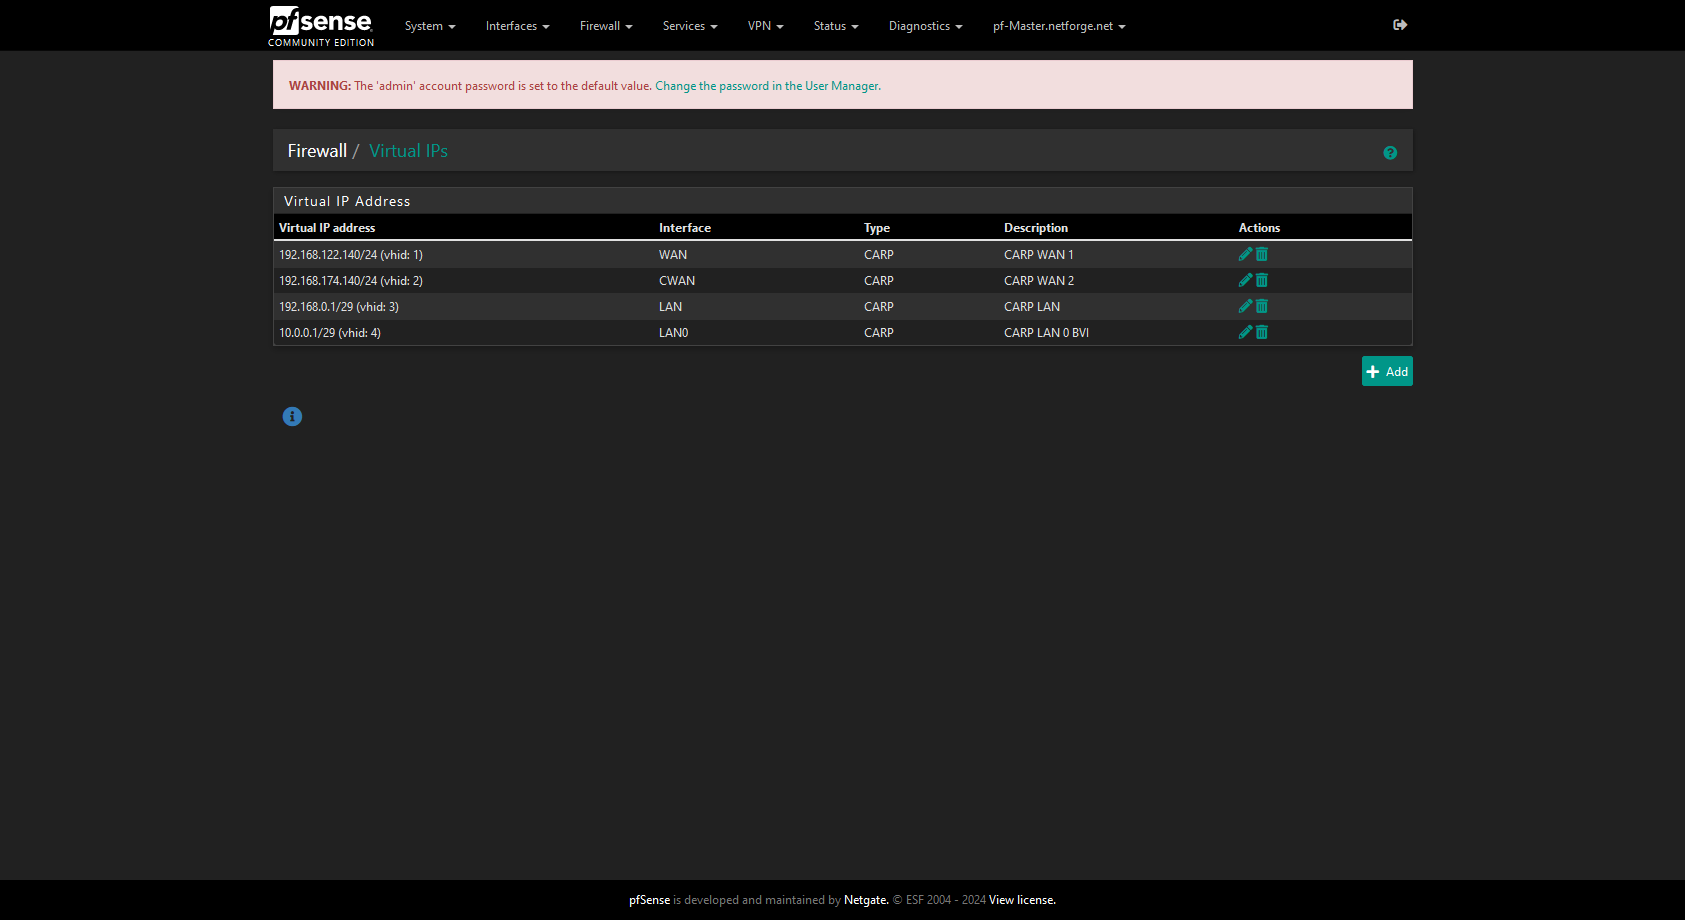 pfsense COMMUNITY EDITION System Interfaces Firewall Services VPN Status Diagnostics pf-Master.netforge.net
WARNING: The 'admin' account password is set to the default value. Change the password in the User Manager.
Firewall / Virtual IPs
Virtual IP Address
Virtual IP address Interface Type Description Actions
192.168.122.140/24 (vhid: 1) WAN CARP CARP WAN 1
192.168.174.140/24 (vhid: 2) CWAN CARP CARP WAN 2
192.168.0.1/29 (vhid: 3) LAN CARP CARP LAN
10.0.0.1/29 (vhid: 4) LAN0 CARP CARP LAN 0 BVI
Add
pfSense is developed and maintained by Netgate. © ESF 2004 - 2024 View license.